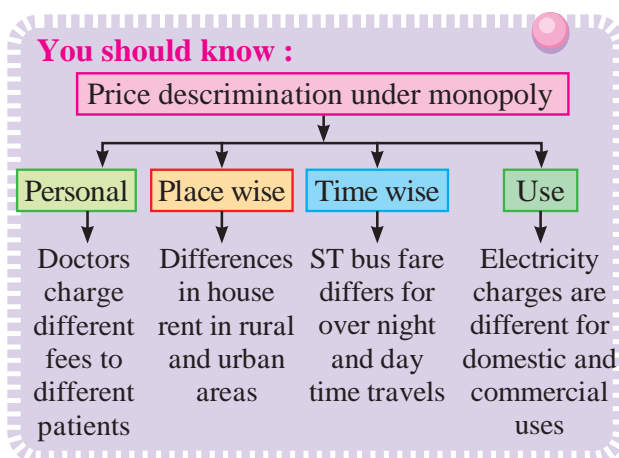 You should know :
Price discrimination under monopoly
Personal
Place wise
Time wise
Use
Doctors
charge
different
fees to
different
patients
Differences
in house
rent in rural
and urban
areas
ST bus fare
differs for
over night
and day
time travels
Electricity
charges are
different for
domestic and
commercial
uses